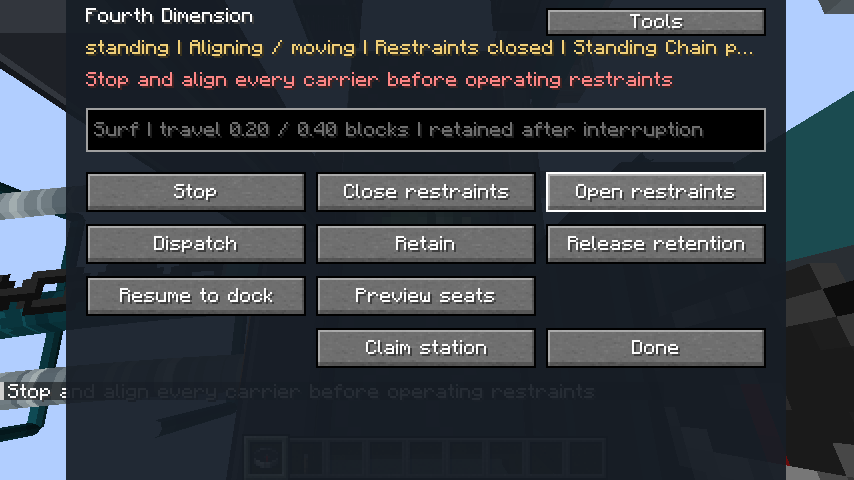 Fourth Dimension
Tools
standing | Aligning / moving | Restraints closed | Standing Chain p...
Stop and align every carrier before operating restraints
Surf | travel 0.20 / 0.40 blocks | retained after interruption
Stop
Close restraints
Open restraints
Dispatch
Retain
Release retention
Resume to dock
Preview seats
Claim station
Done
Stop and align every carrier before operating restraints